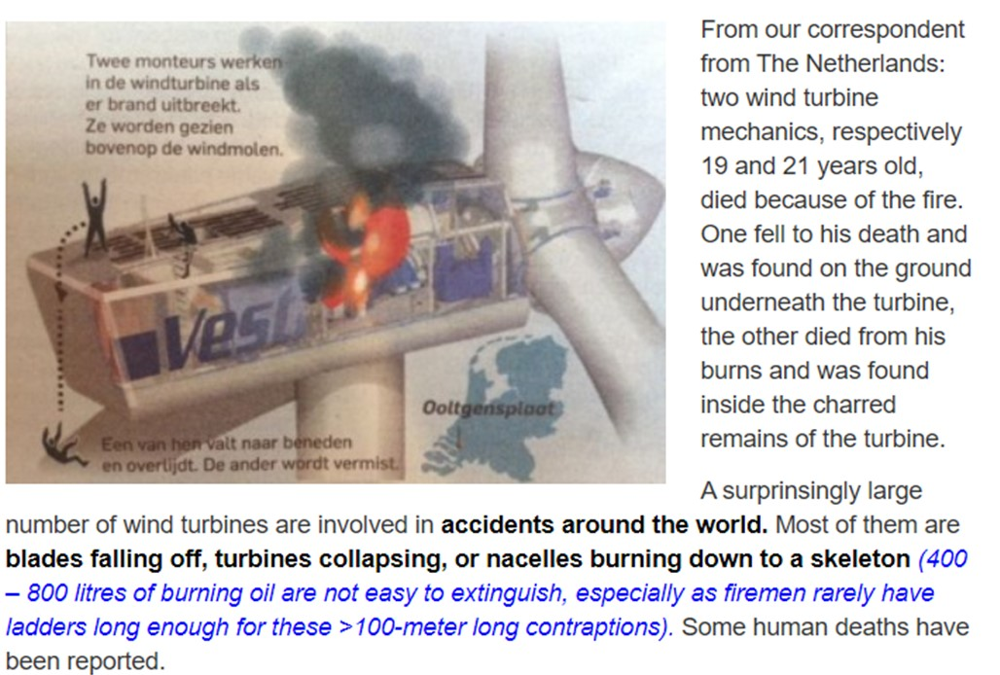 Twee monteurs werken
in de windturbine als
er brand uitbreekt.
Ze worden gezien
bovenop de windmolen.
Vest
Ooltgensplaat
Een van hen valt naar beneden
en overlijdt. De ander wordt vermist.
From our correspondent
from The Netherlands:
two wind turbine
mechanics, respectively
19 and 21 years old,
died because of the fire.
One fell to his death and
was found on the ground
underneath the turbine,
the other died from his
burns and was found
inside the charred
remains of the turbine.
A surprinsingly large
number of wind turbines are involved in accidents around the world. Most of them are
blades falling off, turbines collapsing, or nacelles burning down to a skeleton (400
– 800 litres of burning oil are not easy to extinguish, especially as firemen rarely have
ladders long enough for these >100-meter long contraptions). Some human deaths have
been reported.